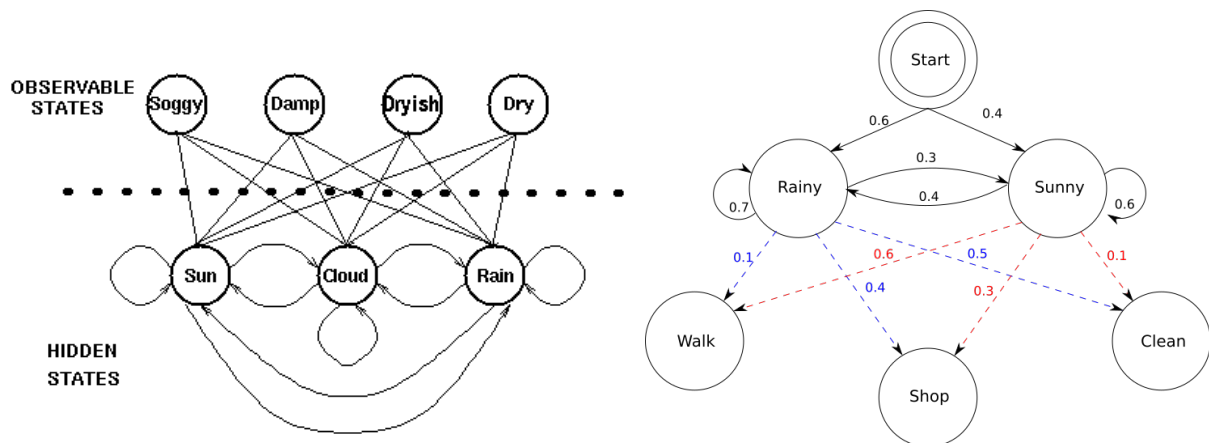 OBSERVABLE
STATES
Soggy
Damp
Dryish
Dry
Sun
Cloud
Rain
HIDDEN
STATES
Start
0.6
0.4
Rainy
0.3
Sunny
0.7
0.4
0.6
0.1
0.6
0.5
0.1
0.4
0.3
Walk
Shop
Clean